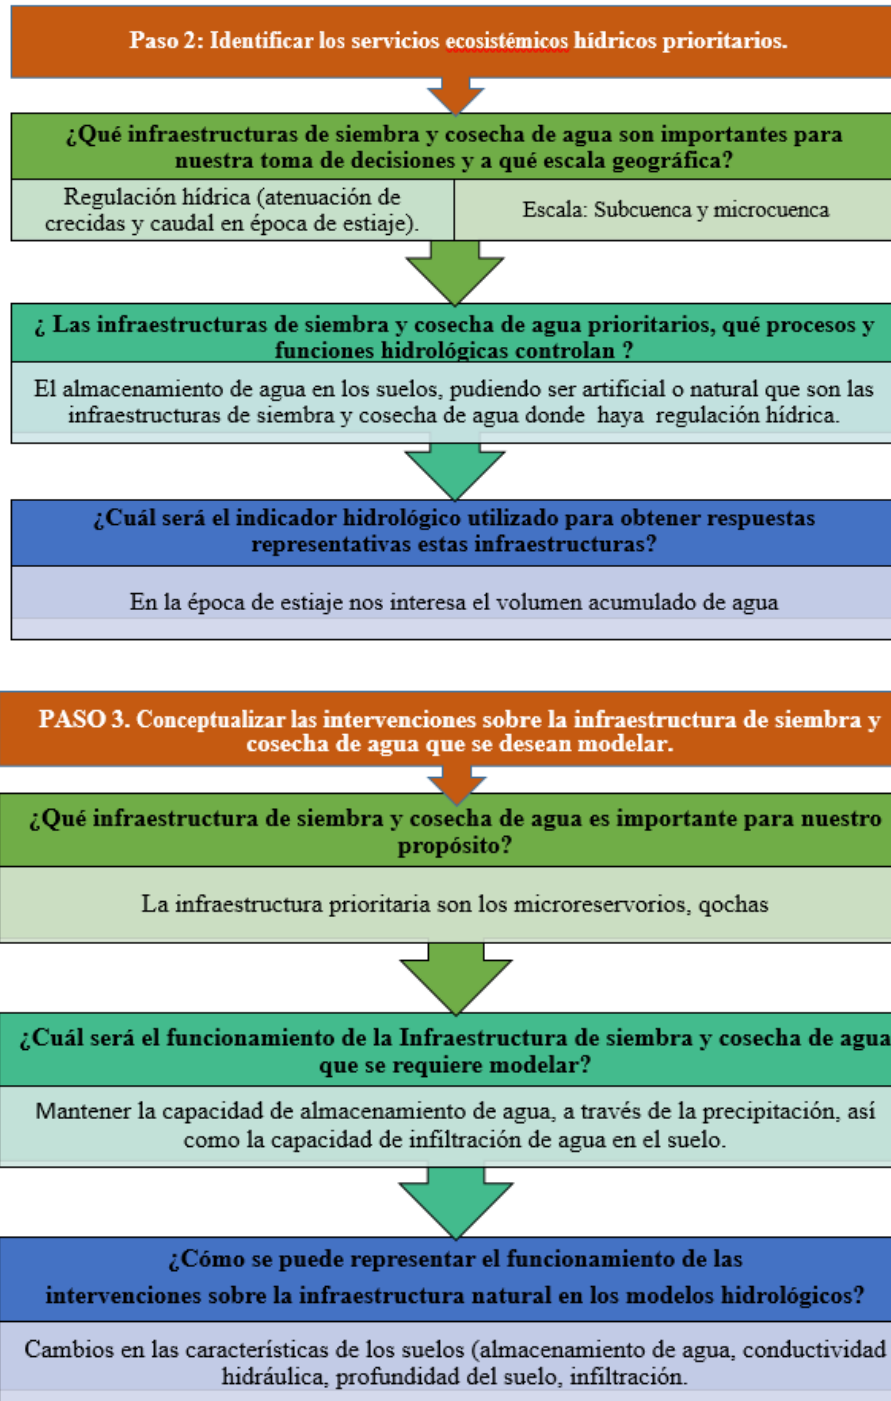 Paso 2: Identificar los servicios ecosistémicos hídricos prioritarios.
¿Qué infraestructuras de siembra y cosecha de agua son importantes para
nuestra toma de decisiones y a qué escala geográfica?
Regulación hídrica (atenuación de
crecidas y caudal en época de estiaje).
Escala: Subcuenca y microcuenca
¿ Las infraestructuras de siembra y cosecha de agua prioritarios, qué procesos y
funciones hidrológicas controlan ?
El almacenamiento de agua en los suelos, pudiendo ser artificial o natural que son las
infraestructuras de siembra y cosecha de agua donde haya regulación hídrica.
¿Cuál será el indicador hidrológico utilizado para obtener respuestas
representativas estas infraestructuras?
En la época de estiaje nos interesa el volumen acumulado de agua
PASO 3. Conceptualizar las intervenciones sobre la infraestructura de siembra y
cosecha de agua que se desean modelar.
¿Qué infraestructura de siembra y cosecha de agua es importante para nuestro
propósito?
La infraestructura prioritaria son los microreservorios, qochas
¿Cuál será el funcionamiento de la Infraestructura de siembra y cosecha de agua
que se requiere modelar?
Mantener la capacidad de almacenamiento de agua, a través de la precipitación, así
como la capacidad de infiltración de agua en el suelo.
¿Cómo se puede representar el funcionamiento de las
intervenciones sobre la infraestructura natural en los modelos hidrológicos?
Cambios en las características de los suelos (almacenamiento de agua, conductividad
hidráulica, profundidad del suelo, infiltración.